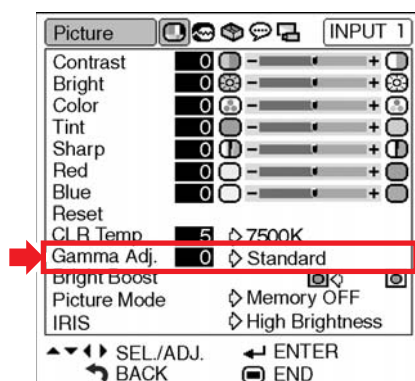 Picture INPUT 1
Contrast 0 - +
Bright 0 - +
Color 0 - +
Tint 0 - +
Sharp 0 - +
Red 0 - +
Blue 0 - +
Reset
CLR Temp 5 7500K
Gamma Adj. 0 Standard
Bright Boost
Picture Mode Memory OFF
IRIS High Brightness
SEL./ADJ. ENTER
BACK END